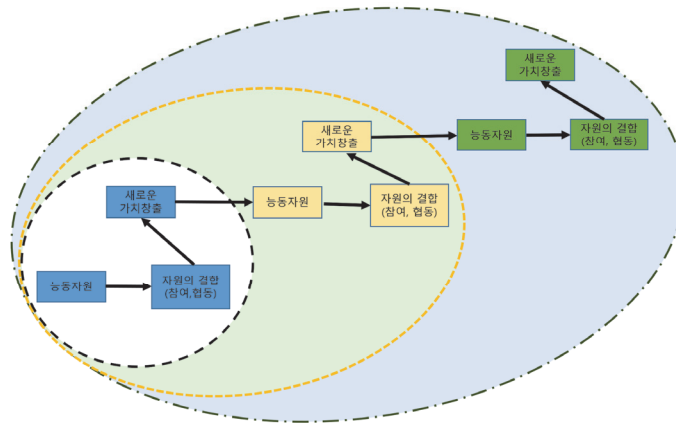 새로운
가치창출
능동자원
자원의 결합
(참여,협동)
새로운
가치창출
능동자원
자원의 결합
(참여, 협동)
새로운
가치창출
능동자원
자원의 결합
(참여, 협동)